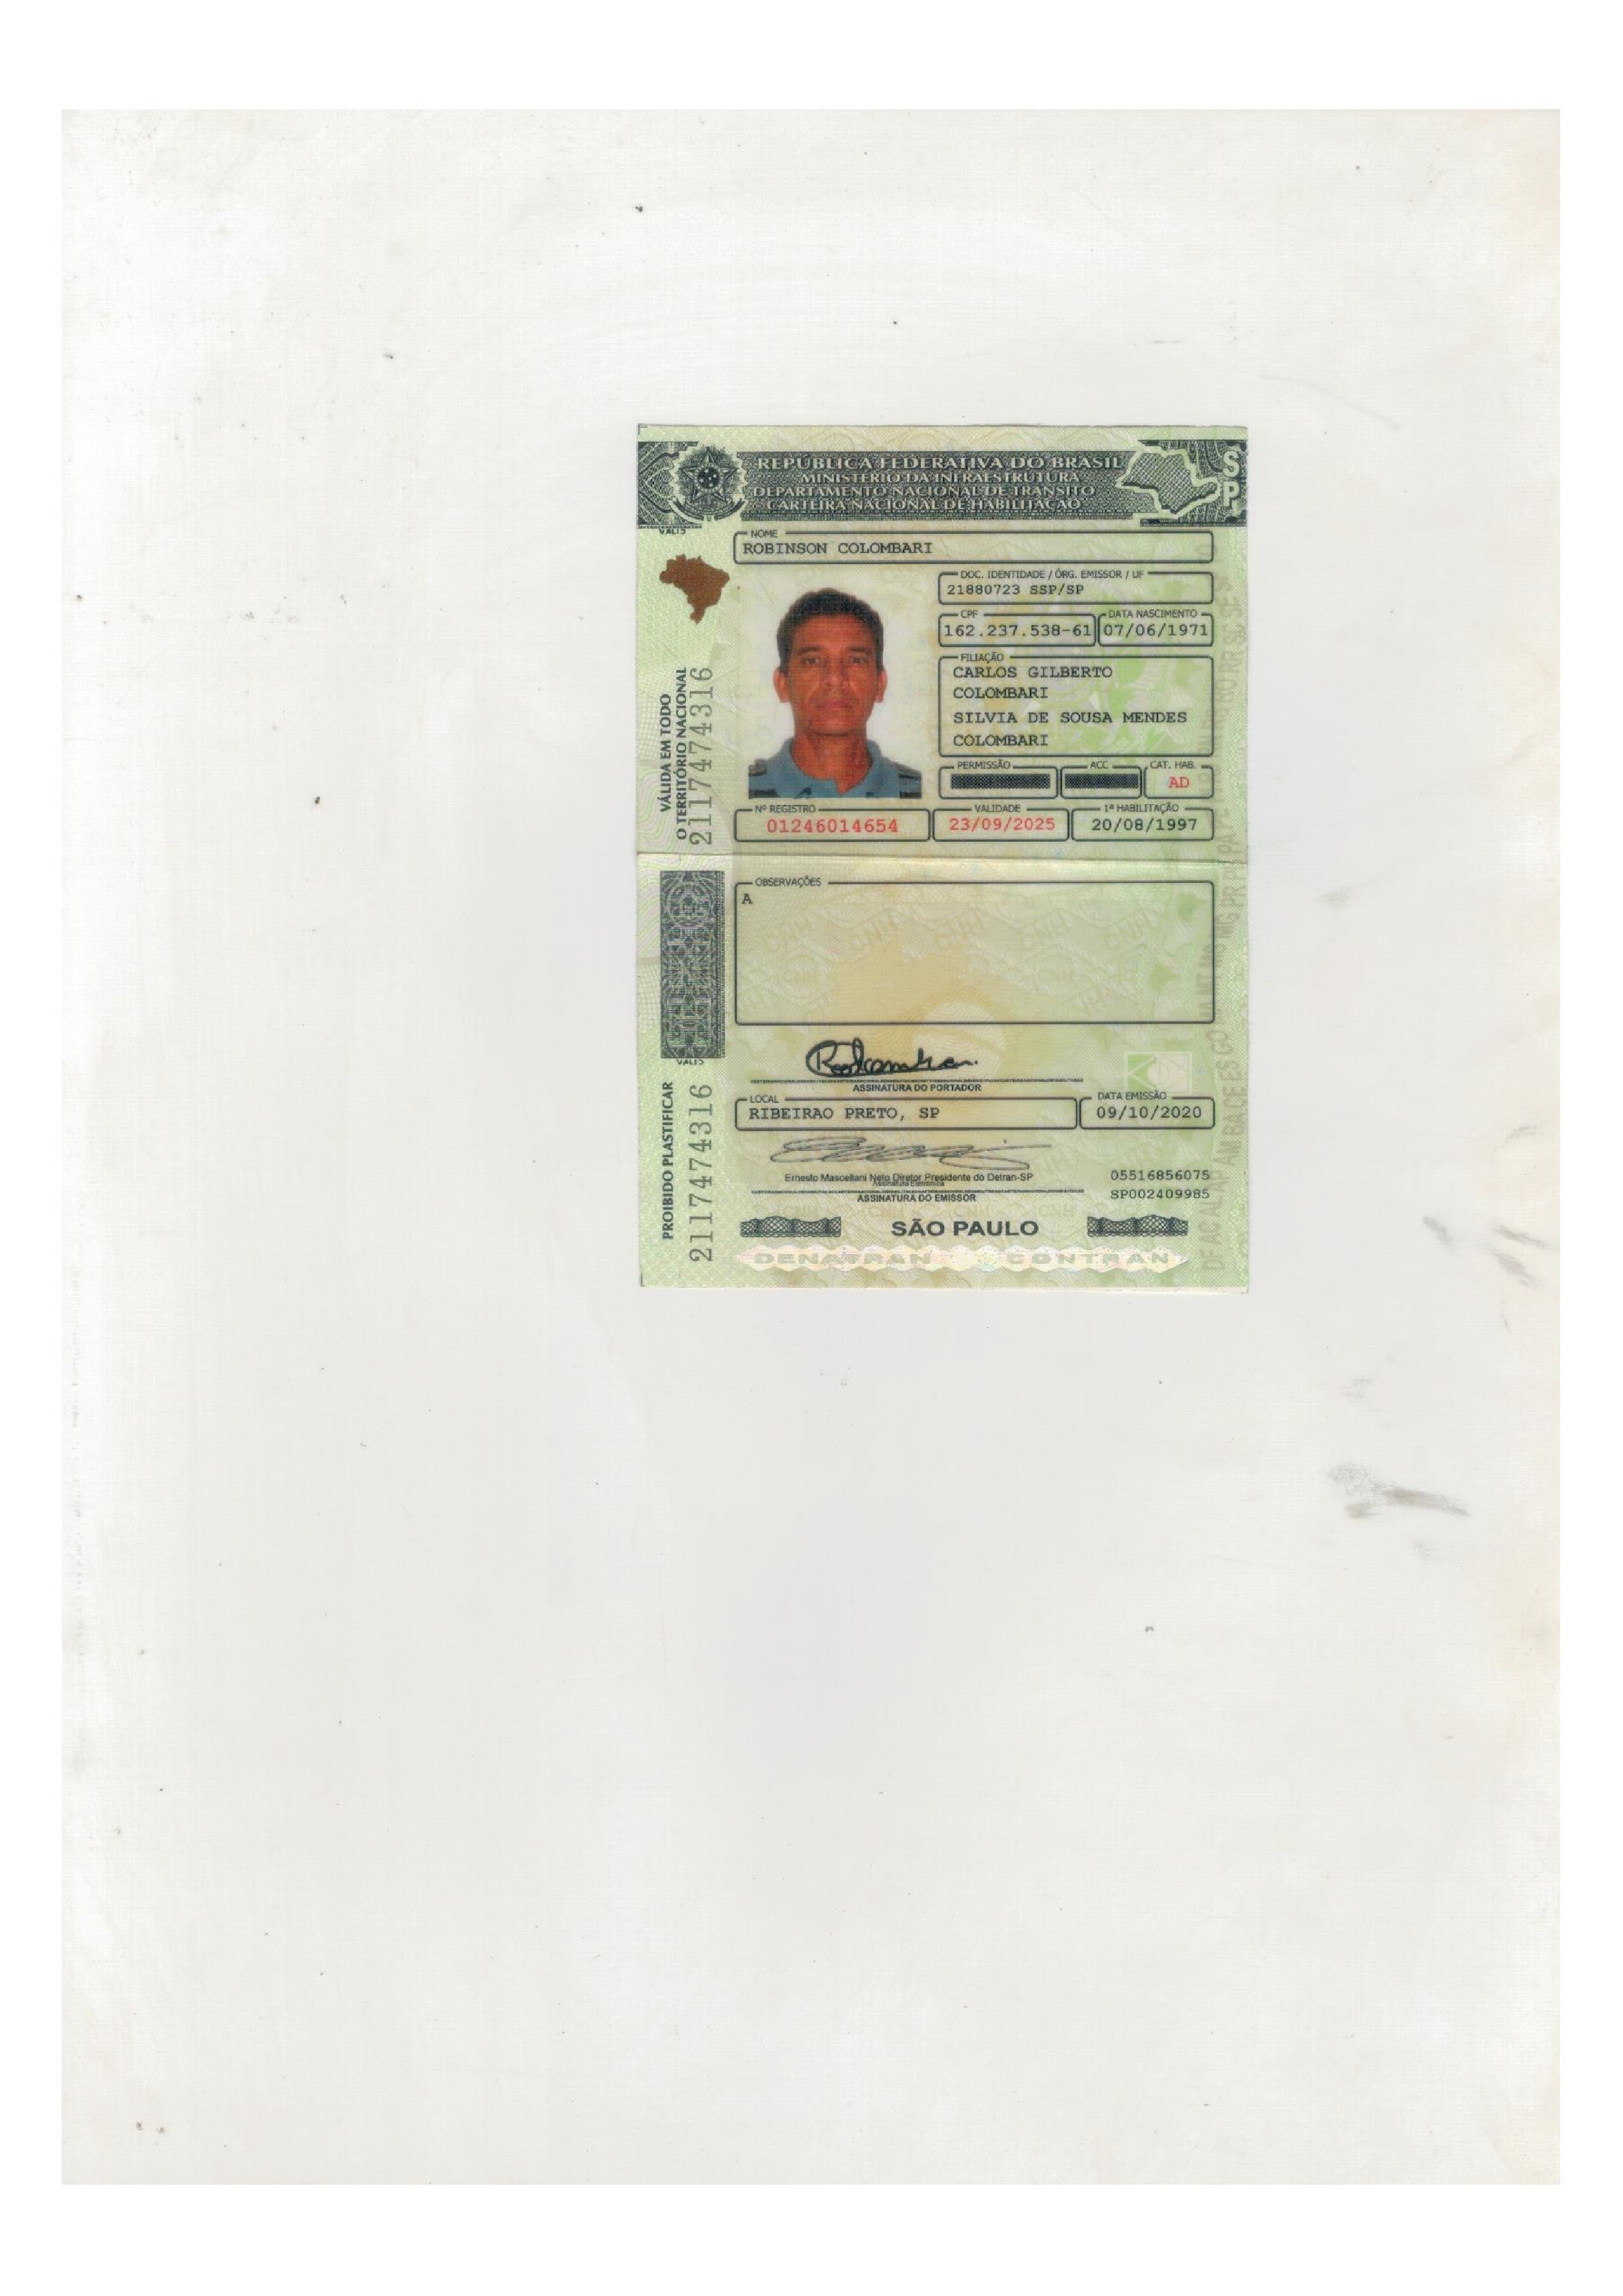 REPÚBLICA FEDERATIVA DO BRASIL
MINISTÉRIO DA INFRAESTRUTURA
DEPARTAMENTO NACIONAL DE TRÂNSITO
CARTEIRA NACIONAL DE HABILITAÇÃO
SP
NOME
ROBINSON COLOMBARI
DOC. IDENTIDADE / ÓRG. EMISSOR / UF
21880723 SSP/SP
CPF DATA NASCIMENTO
162.237.538-61 07/06/1971
FILIAÇÃO
CARLOS GILBERTO
COLOMBARI
SILVIA DE SOUSA MENDES
COLOMBARI
PERMISSÃO ACC CAT. HAB.
AD
Nº REGISTRO VALIDADE 1ª HABILITAÇÃO
01246014654 23/09/2025 20/08/1997
VÁLIDA EM TODO
O TERRITÓRIO NACIONAL
2117474316
OBSERVAÇÕES
A
ASSINATURA DO PORTADOR
LOCAL DATA EMISSÃO
RIBEIRAO PRETO, SP 09/10/2020
Ernesto Mascellani Neto Diretor Presidente do Detran-SP
Assinatura Eletrônica
05516856075
SP002409985
ASSINATURA DO EMISSOR
SÃO PAULO
DENATRAN CONTRAN
PROIBIDO PLASTIFICAR
2117474316